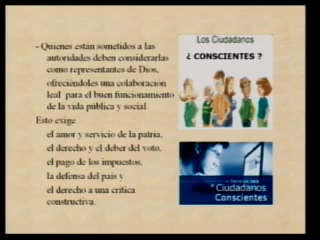 - Quienes están sometidos a las
autoridades deben considerarlas
como representantes de Dios,
ofreciéndoles una colaboración
leal para el buen funcionamiento
de la vida pública y social.
Esto exige
el amor y servicio de la patria,
el derecho y el deber del voto,
el pago de los impuestos,
la defensa del país y
el derecho a una crítica
constructiva.
Los Ciudadanos
¿ CONSCIENTES ?
Ciudadanos
Conscientes